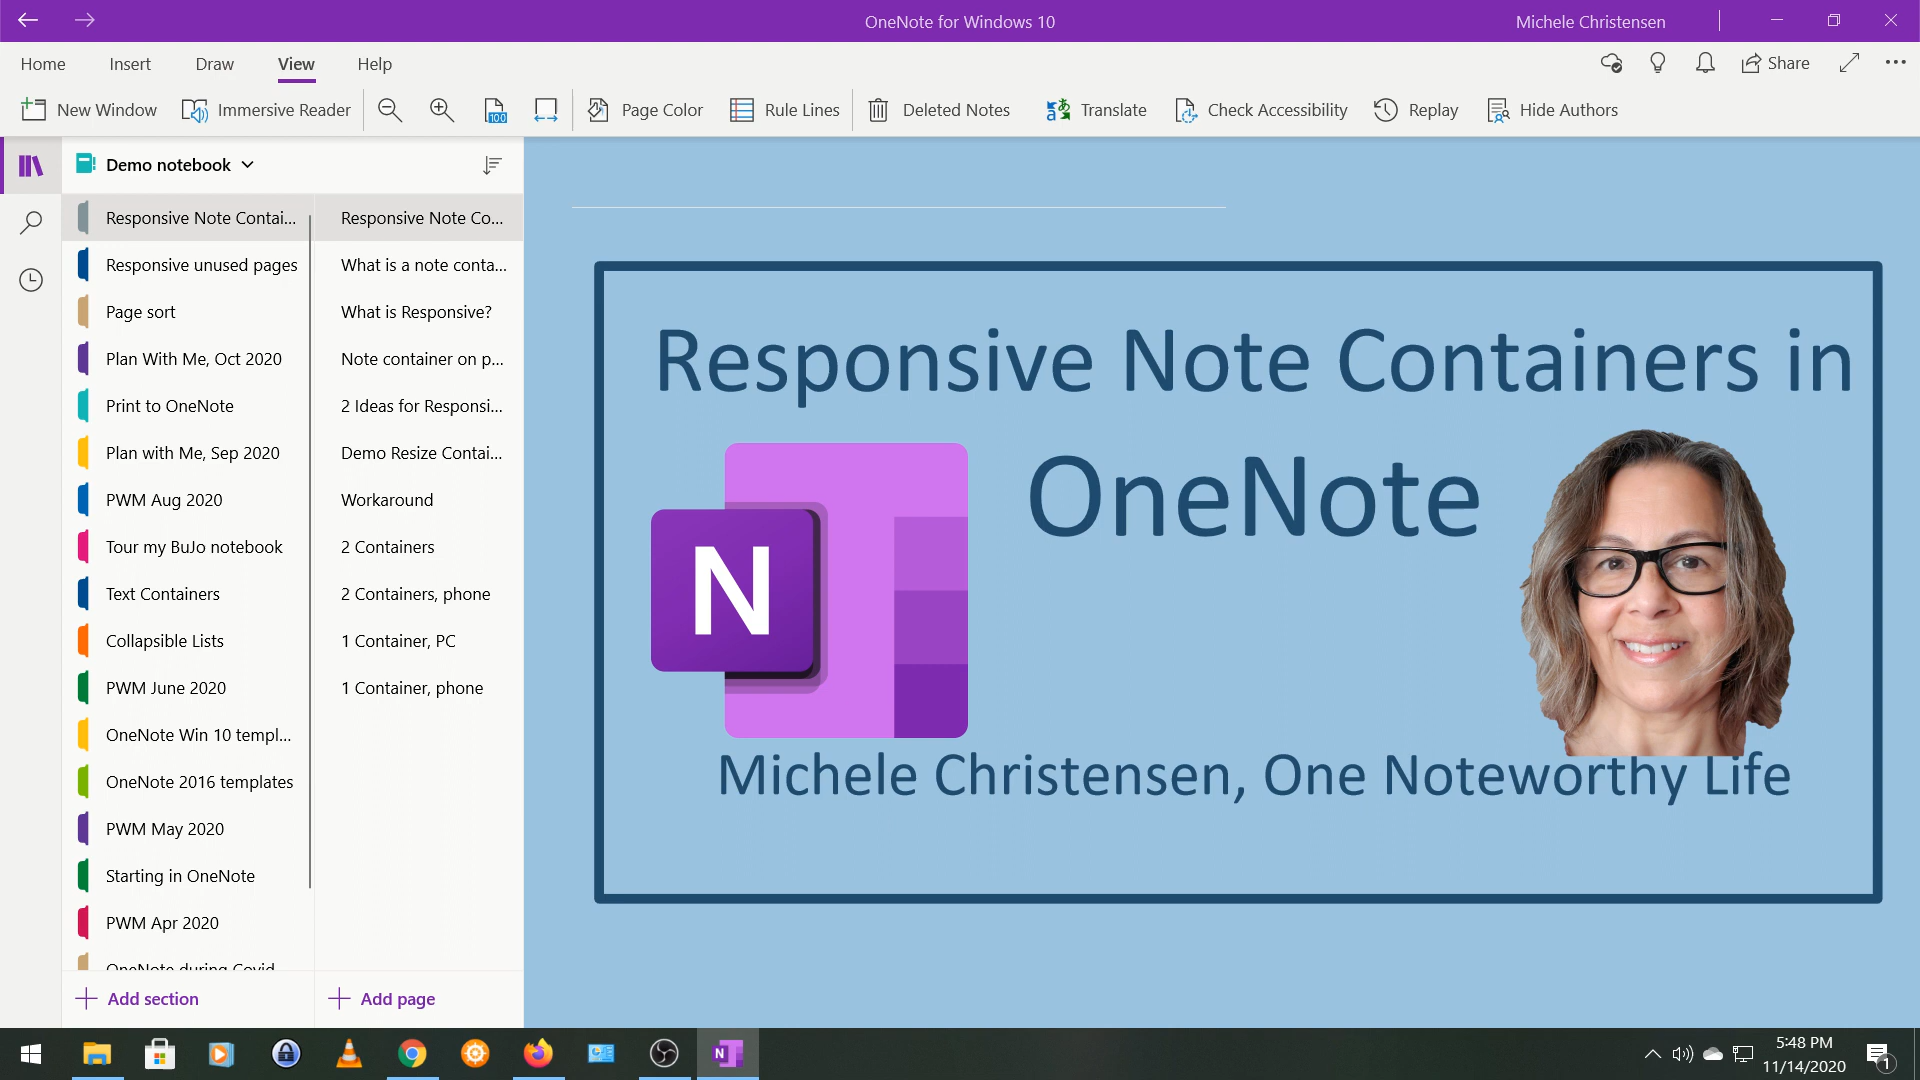 OneNote for Windows 10
Michele Christensen
Home Insert Draw View Help
Share
New Window
Immersive Reader
100
Page Color
Rule Lines
Deleted Notes
Translate
Check Accessibility
Replay
Hide Authors
Demo notebook
Responsive Note Contai...
Responsive unused pages
Page sort
Plan With Me, Oct 2020
Print to OneNote
Plan with Me, Sep 2020
PWM Aug 2020
Tour my BuJo notebook
Text Containers
Collapsible Lists
PWM June 2020
OneNote Win 10 templ...
OneNote 2016 templates
PWM May 2020
Starting in OneNote
PWM Apr 2020
OneNote during Covid
Add section
Responsive Note Co...
What is a note conta...
What is Responsive?
Note container on p...
2 Ideas for Responsi...
Demo Resize Contai...
Workaround
2 Containers
2 Containers, phone
1 Container, PC
1 Container, phone
Add page
Responsive Note Containers in
OneNote
N
Michele Christensen, One Noteworthy Life
N
5:48 PM
11/14/2020
1